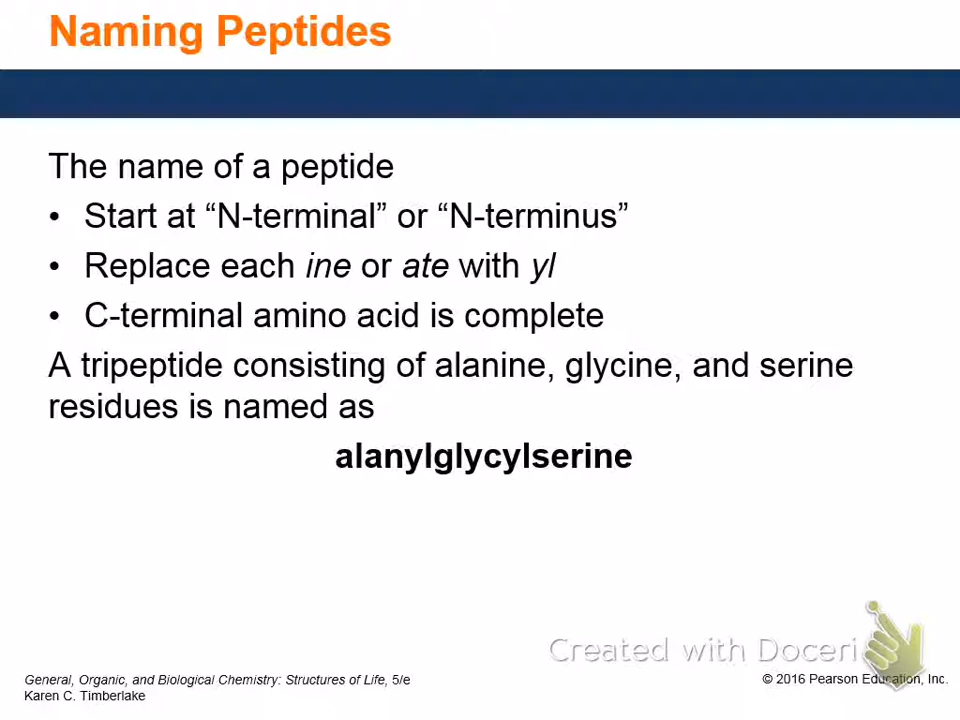 Naming Peptides
The name of a peptide
• Start at “N-terminal” or “N-terminus”
• Replace each ine or ate with yl
• C-terminal amino acid is complete
A tripeptide consisting of alanine, glycine, and serine
residues is named as
alanylglycylserine
Created with Doceri
General, Organic, and Biological Chemistry: Structures of Life, 5/e
Karen C. Timberlake
© 2016 Pearson Education, Inc.